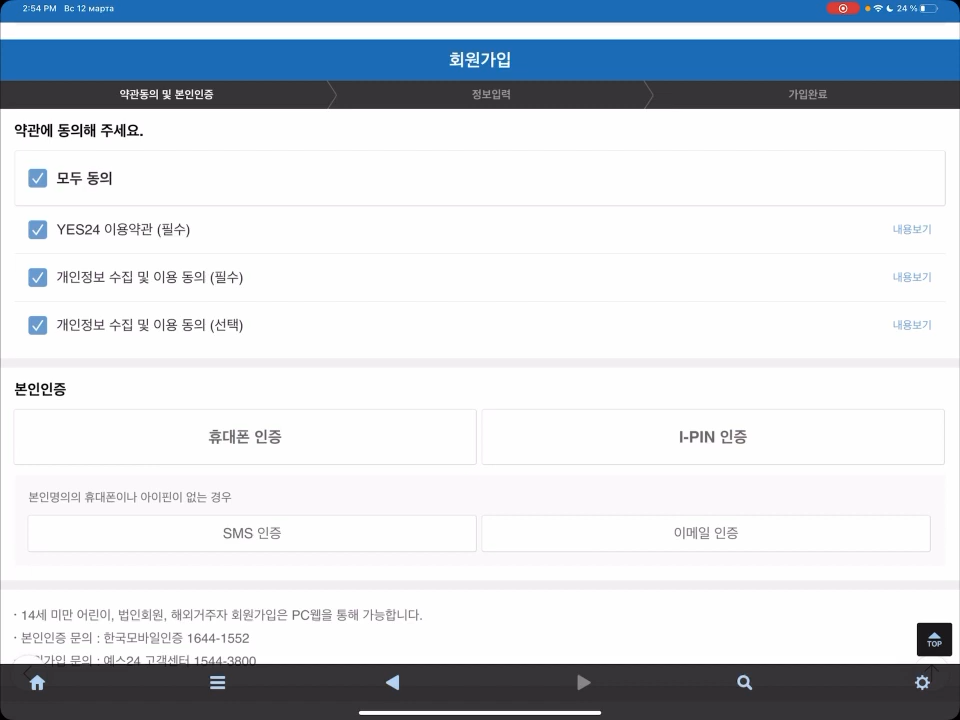 2:54 PM Вс 12 марта
24 %
회원가입
약관동의 및 본인인증 정보입력 가입완료
약관에 동의해 주세요.
모두 동의
YES24 이용약관 (필수) 내용보기
개인정보 수집 및 이용 동의 (필수) 내용보기
개인정보 수집 및 이용 동의 (선택) 내용보기
본인인증
휴대폰 인증 I-PIN 인증
본인명의의 휴대폰이나 아이핀이 없는 경우
SMS 인증 이메일 인증
· 14세 미만 어린이, 법인회원, 해외거주자 회원가입은 PC웹을 통해 가능합니다.
· 본인인증 문의 : 한국모바일인증 1644-1552
문의 : 예스24 고객센터 1544-3800
TOP